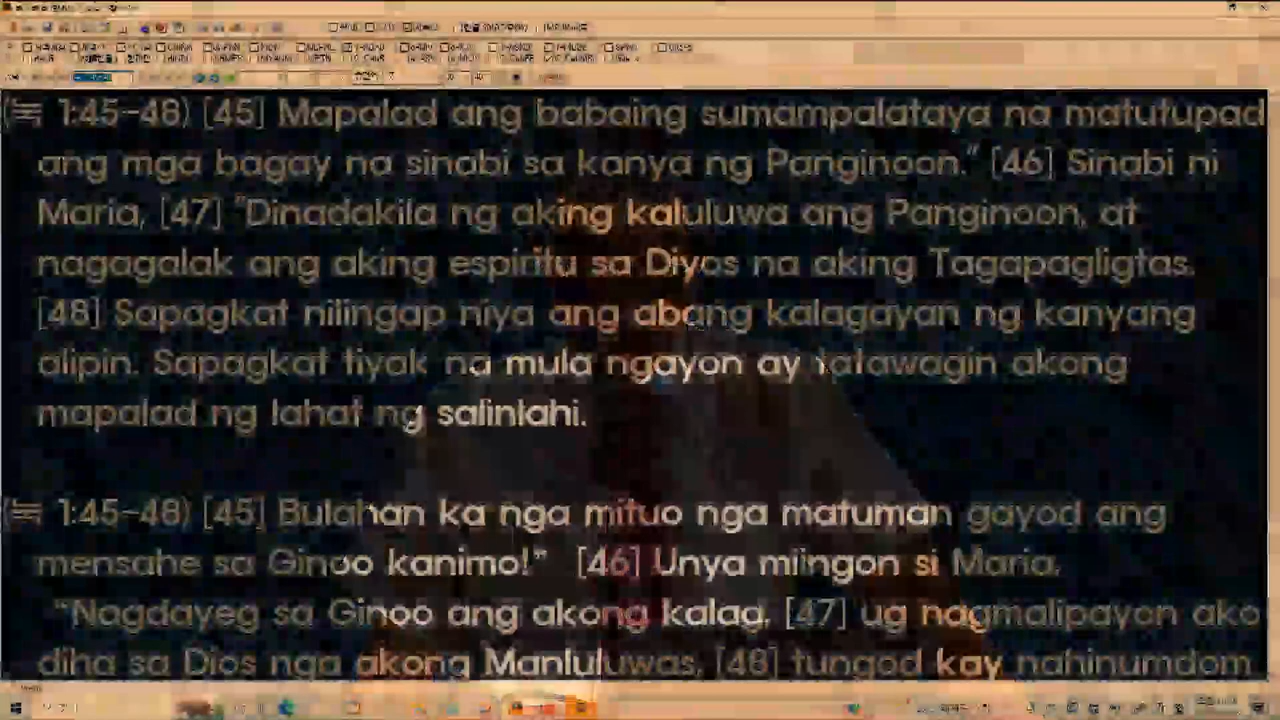 (눅 1:45-48) [45] Mapalad ang babaing sumampalataya na matutupad
ang mga bagay na sinabi sa kanya ng Panginoon.” [46] Sinabi ni
Maria, [47] “Dinadakila ng aking kaluluwa ang Panginoon, at
nagagalak ang aking espiritu sa Diyos na aking Tagapagligtas.
[48] Sapagkat nilingap niya ang abang kalagayan ng kanyang
alipin. Sapagkat tiyak na mula ngayon ay tatawagin akong
mapalad ng lahat ng salinlahi.
(눅 1:45-48) [45] Bulahan ka nga mituo nga matuman gayod ang
mensahe sa Ginoo kanimo!” [46] Unya miingon si Maria,
“Nagdayeg sa Ginoo ang akong kalag, [47] ug nagmalipayon ako
diha sa Dios nga akong Manluluwas, [48] tungod kay nahinumdom